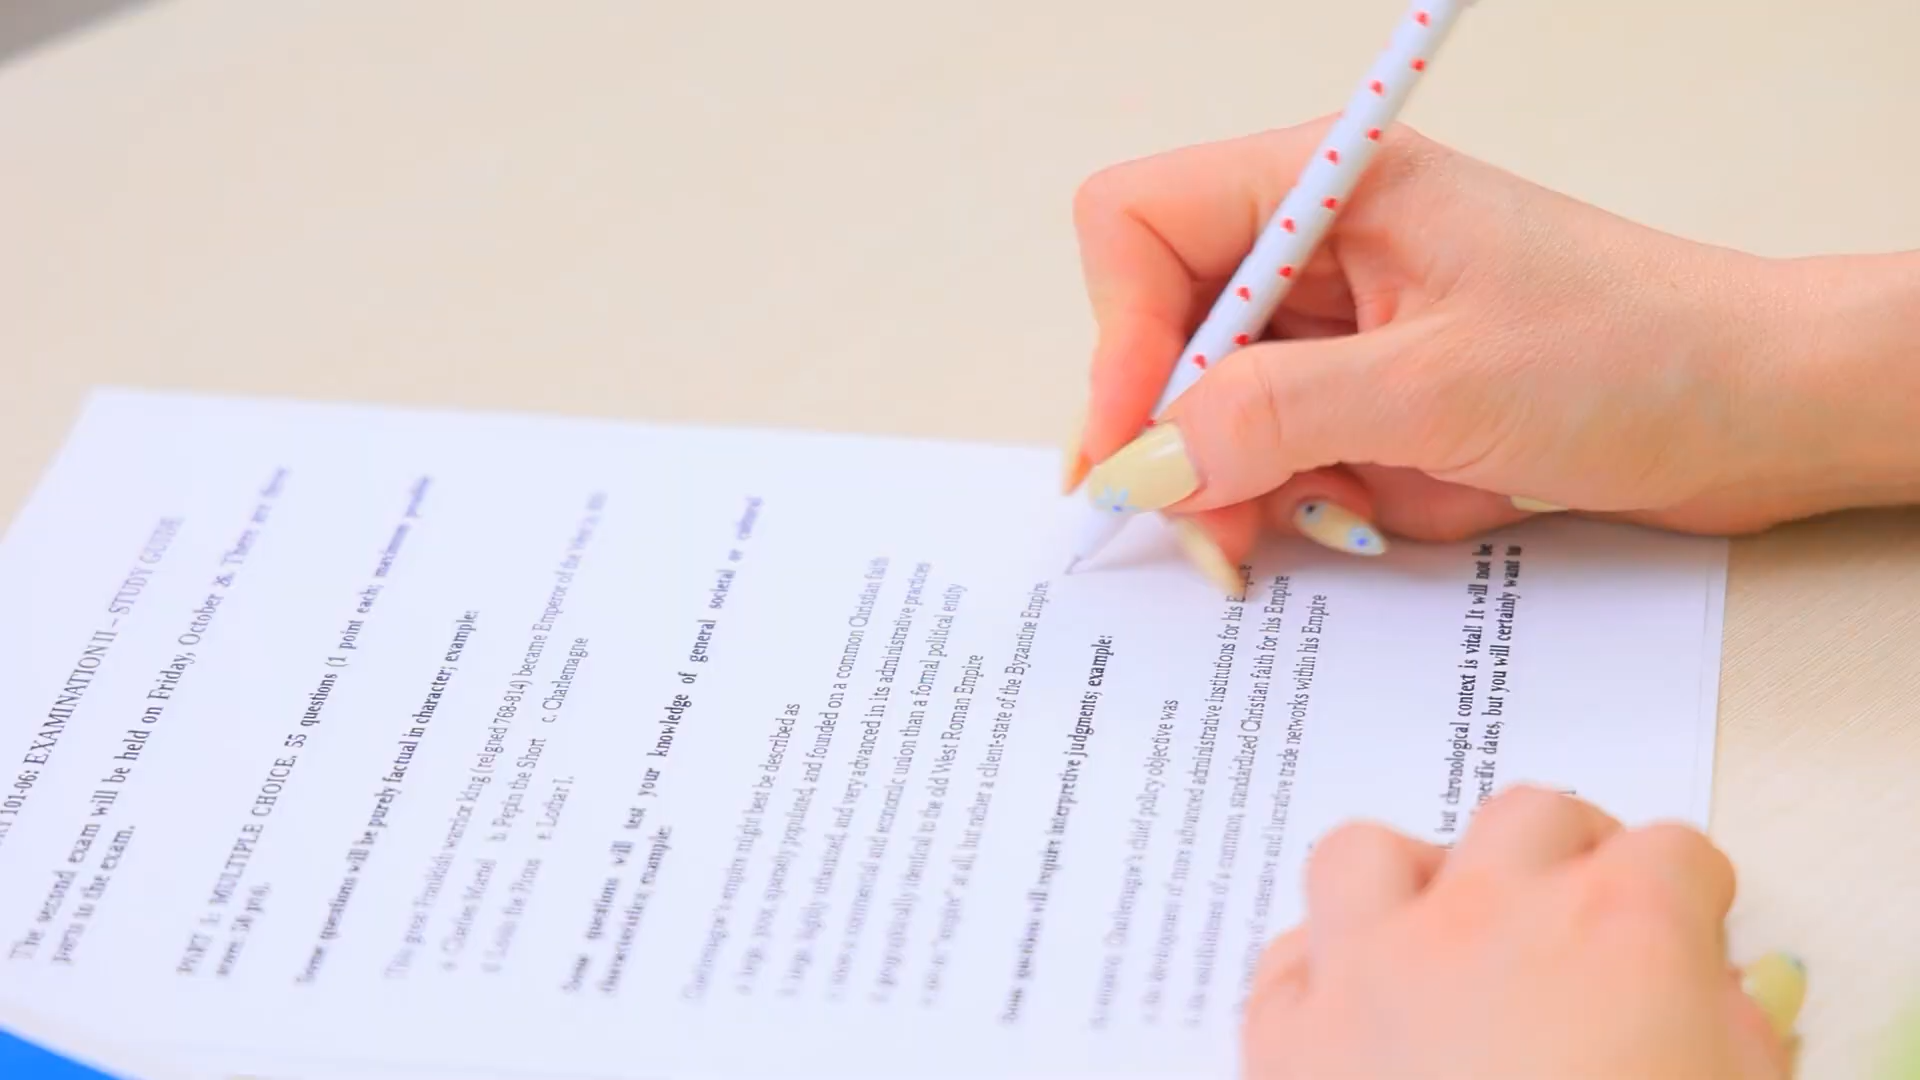 101-06: EXAMINATION II – STUDY GUIDE
The second exam will be held on Friday, October 26. There are three
parts to the exam.
PART 1: MULTIPLE CHOICE, 55 questions (1 point each; maximum possible
score: 50 pts).
Some questions will be purely factual in character; example:
This great Frankish warrior king (reigned 768-814) became Emperor of the West in
a Charles Martel b Pepin the Short c. Charlemagne
d Louis the Pious e. Lothar I.
Some questions will test your knowledge of general societal or cultural
characteristics; example:
Charlemagne's empire might best be described as
a large, poor, sparsely populated, and founded on a common Christian faith
b large, highly urbanized, and very advanced in its administrative practices
more a commercial and economic union than a formal political entity
geographically identical to the old West Roman Empire
not an "empire" at all, but rather a client-state of the Byzantine Empire.
Some questions will require interpretive judgments; example:
Charlemagne's chief policy objective was
the development of more advanced administrative institutions for his Empire
the establishment of a common, standardized Christian faith for his Empire
of extensive and lucrative trade networks within his Empire
but chronological context is vital! It will not be
specific dates, but you will certainly want to